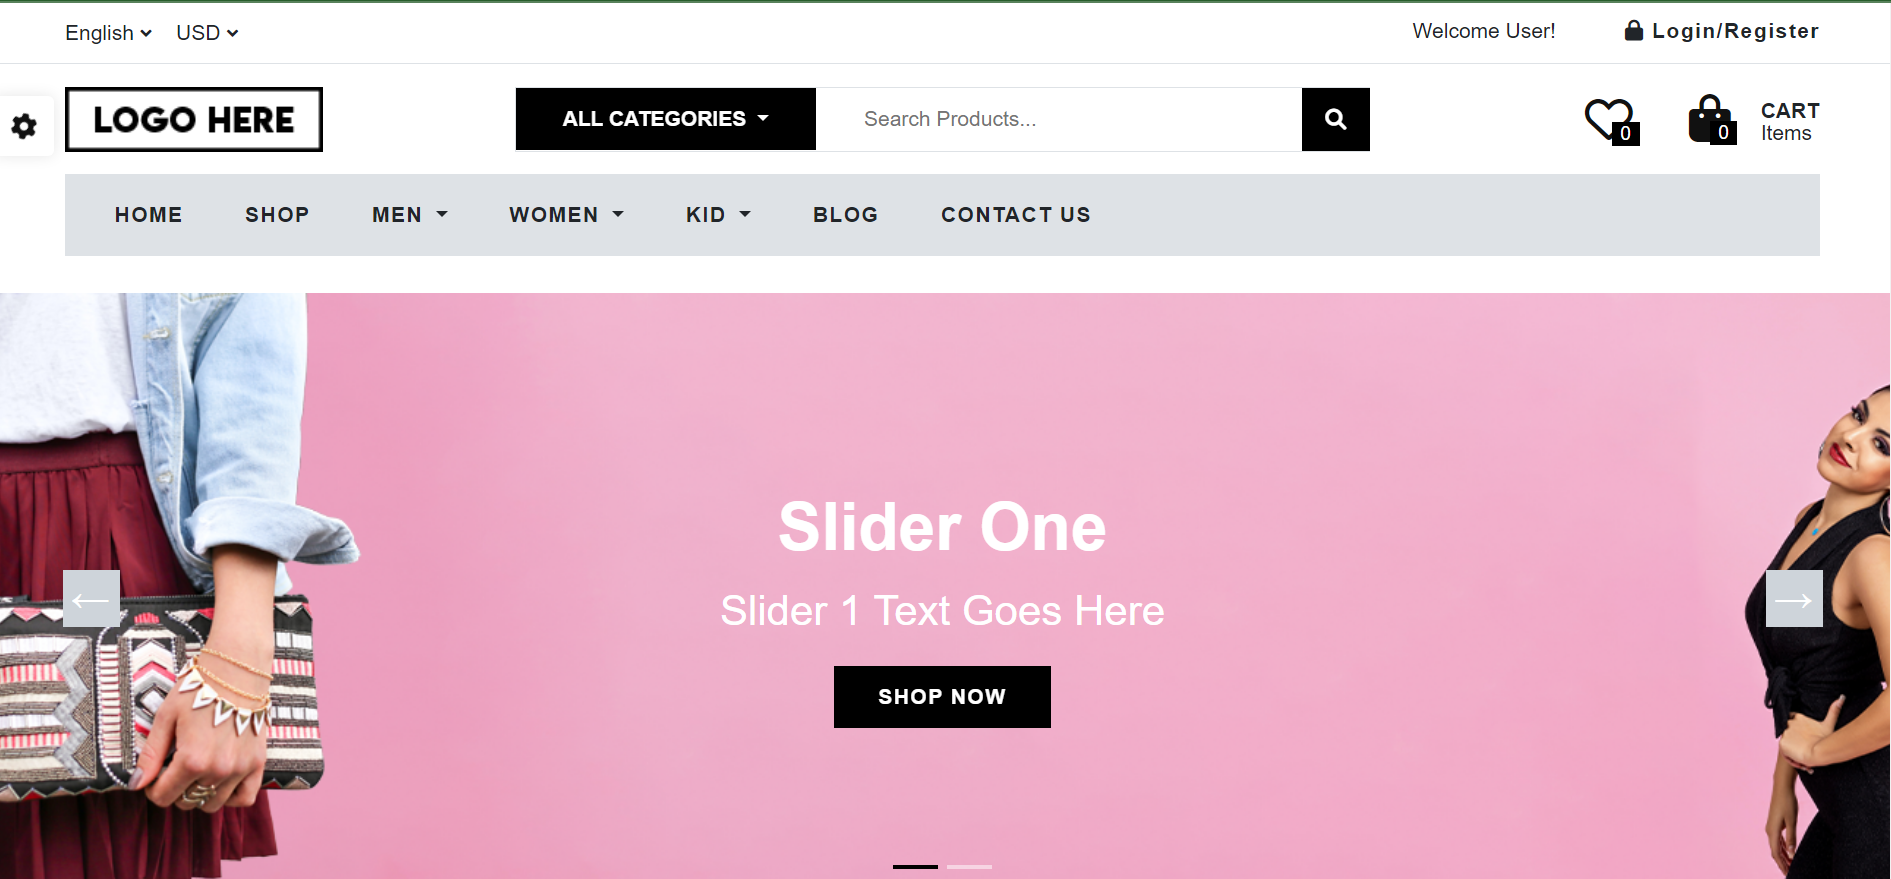 English USD Welcome User! Login/Register
LOGO HERE ALL CATEGORIES Search Products... 0 0 CART
Items
HOME SHOP MEN WOMEN KID BLOG CONTACT US
Slider One
Slider 1 Text Goes Here
SHOP NOW